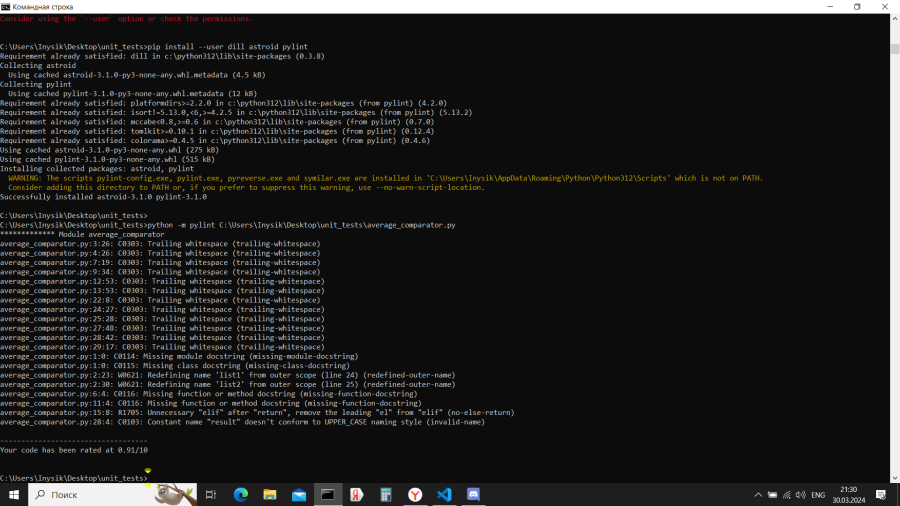 Командная строка
Consider using the `--user` option or check the permissions.
C:\Users\Inysik\Desktop\unit_tests>pip install --user dill astroid pylint
Requirement already satisfied: dill in c:\python312\lib\site-packages (0.3.8)
Collecting astroid
  Using cached astroid-3.1.0-py3-none-any.whl.metadata (4.5 kB)
Collecting pylint
  Using cached pylint-3.1.0-py3-none-any.whl.metadata (12 kB)
Requirement already satisfied: platformdirs>=2.2.0 in c:\python312\lib\site-packages (from pylint) (4.2.0)
Requirement already satisfied: isort!=5.13.0,<6,>=4.2.5 in c:\python312\lib\site-packages (from pylint) (5.13.2)
Requirement already satisfied: mccabe<0.8,>=0.6 in c:\python312\lib\site-packages (from pylint) (0.7.0)
Requirement already satisfied: tomlkit>=0.10.1 in c:\python312\lib\site-packages (from pylint) (0.12.4)
Requirement already satisfied: colorama>=0.4.5 in c:\python312\lib\site-packages (from pylint) (0.4.6)
Using cached astroid-3.1.0-py3-none-any.whl (275 kB)
Using cached pylint-3.1.0-py3-none-any.whl (515 kB)
Installing collected packages: astroid, pylint
  WARNING: The scripts pylint-config.exe, pylint.exe, pyreverse.exe and symilar.exe are installed in 'C:\Users\Inysik\AppData\Roaming\Python\Python312\Scripts' which is not on PATH.
  Consider adding this directory to PATH or, if you prefer to suppress this warning, use --no-warn-script-location.
Successfully installed astroid-3.1.0 pylint-3.1.0
C:\Users\Inysik\Desktop\unit_tests>
C:\Users\Inysik\Desktop\unit_tests>python -m pylint C:\Users\Inysik\Desktop\unit_tests\average_comparator.py
************* Module average_comparator
average_comparator.py:3:26: C0303: Trailing whitespace (trailing-whitespace)
average_comparator.py:4:26: C0303: Trailing whitespace (trailing-whitespace)
average_comparator.py:7:19: C0303: Trailing whitespace (trailing-whitespace)
average_comparator.py:9:34: C0303: Trailing whitespace (trailing-whitespace)
average_comparator.py:12:53: C0303: Trailing whitespace (trailing-whitespace)
average_comparator.py:13:53: C0303: Trailing whitespace (trailing-whitespace)
average_comparator.py:22:8: C0303: Trailing whitespace (trailing-whitespace)
average_comparator.py:24:27: C0303: Trailing whitespace (trailing-whitespace)
average_comparator.py:25:28: C0303: Trailing whitespace (trailing-whitespace)
average_comparator.py:27:48: C0303: Trailing whitespace (trailing-whitespace)
average_comparator.py:28:42: C0303: Trailing whitespace (trailing-whitespace)
average_comparator.py:29:17: C0303: Trailing whitespace (trailing-whitespace)
average_comparator.py:1:0: C0114: Missing module docstring (missing-module-docstring)
average_comparator.py:1:0: C0115: Missing class docstring (missing-class-docstring)
average_comparator.py:2:23: W0621: Redefining name 'list1' from outer scope (line 24) (redefined-outer-name)
average_comparator.py:2:30: W0621: Redefining name 'list2' from outer scope (line 25) (redefined-outer-name)
average_comparator.py:6:4: C0116: Missing function or method docstring (missing-function-docstring)
average_comparator.py:11:4: C0116: Missing function or method docstring (missing-function-docstring)
average_comparator.py:15:8: R1705: Unnecessary "elif" after "return", remove the leading "el" from "elif" (no-else-return)
average_comparator.py:28:4: C0103: Constant name "result" doesn't conform to UPPER_CASE naming style (invalid-name)
-----------------------------------
Your code has been rated at 0.91/10
C:\Users\Inysik\Desktop\unit_tests>
Поиск
ENG
21:30
30.03.2024